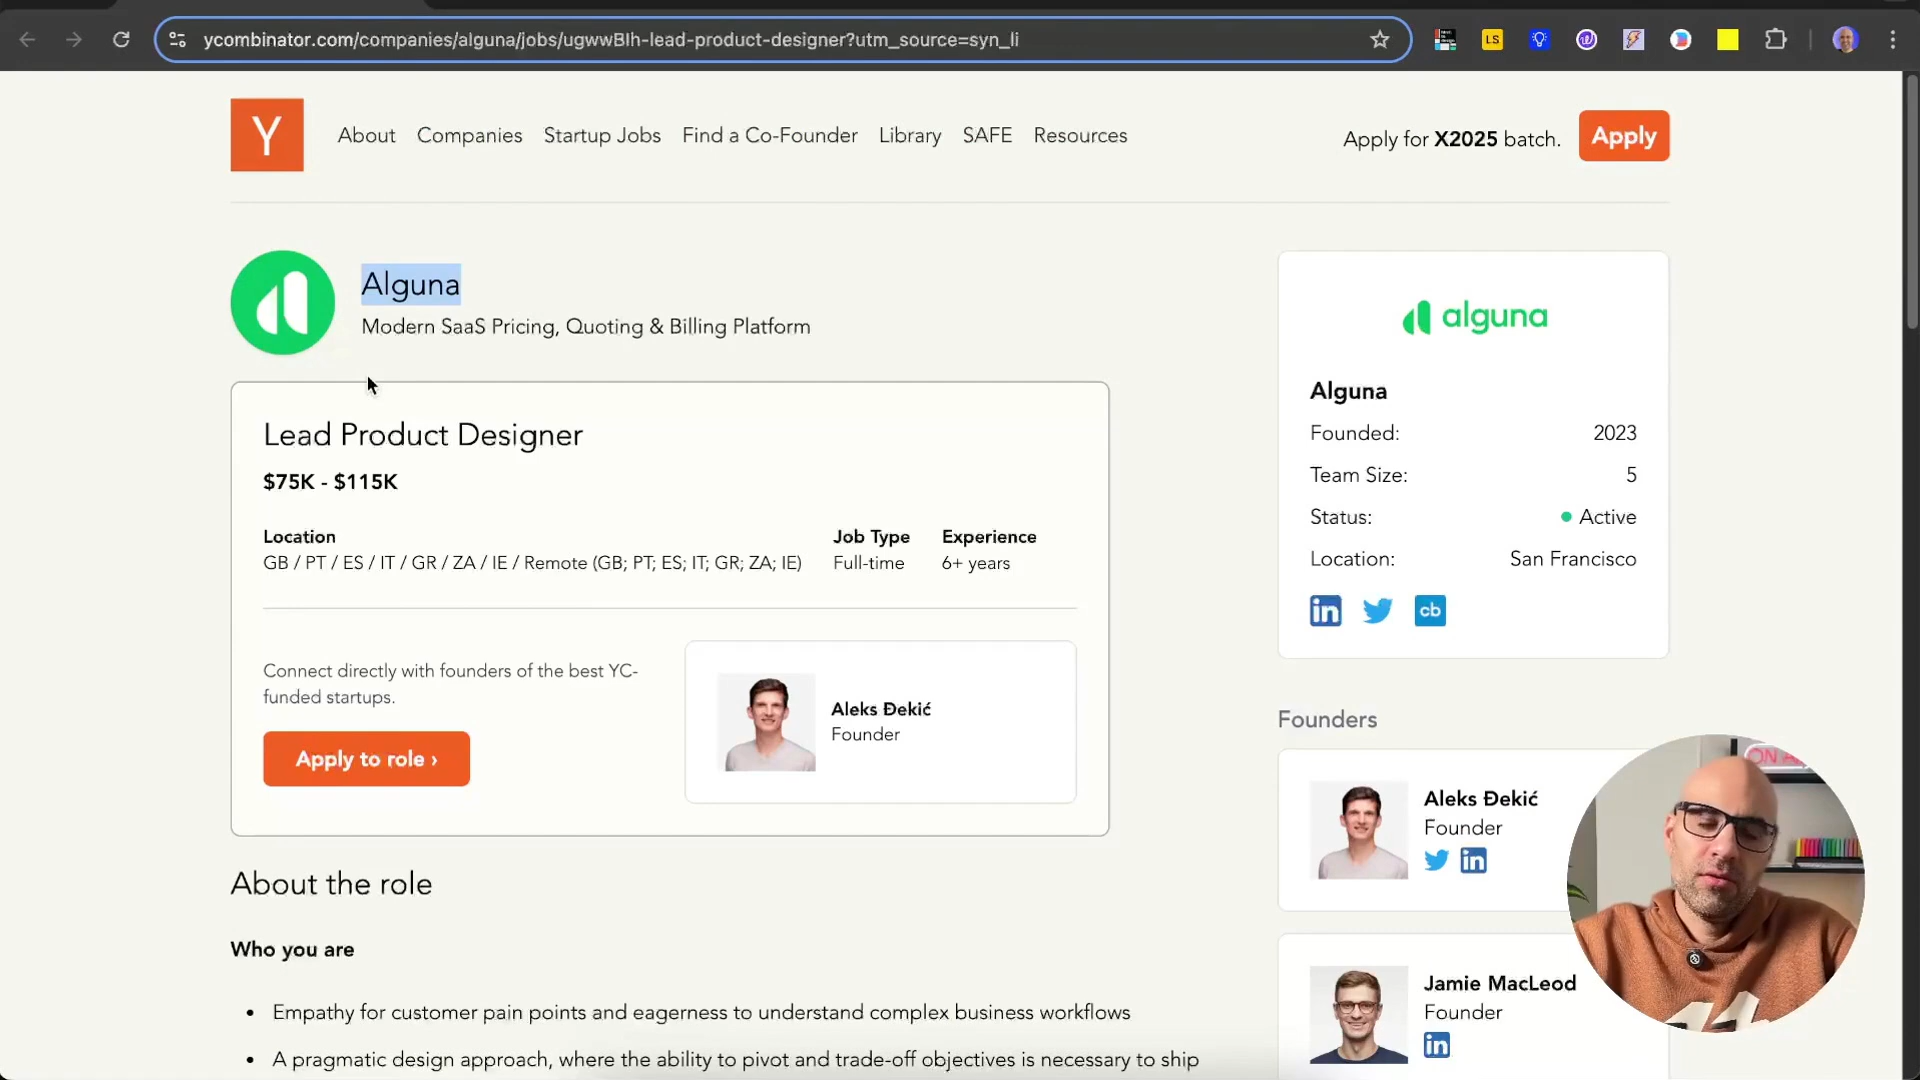 ycombinator.com/companies/alguna/jobs/ugwwBIh-lead-product-designer?utm_source=syn_li
LS
Y
About Companies Startup Jobs Find a Co-Founder Library SAFE Resources
Apply for X2025 batch.
Apply
Alguna
Modern SaaS Pricing, Quoting & Billing Platform
Lead Product Designer
$75K - $115K
Location Job Type Experience
GB / PT / ES / IT / GR / ZA / IE / Remote (GB; PT; ES; IT; GR; ZA; IE) Full-time 6+ years
Connect directly with founders of the best YC-
funded startups.
Apply to role ›
Aleks Đekić
Founder
About the role
Who you are
• Empathy for customer pain points and eagerness to understand complex business workflows
• A pragmatic design approach, where the ability to pivot and trade-off objectives is necessary to ship
alguna
Alguna
Founded: 2023
Team Size: 5
Status: Active
Location: San Francisco
in
cb
Founders
Aleks Đekić
Founder
in
Jamie MacLeod
Founder
in
ON A